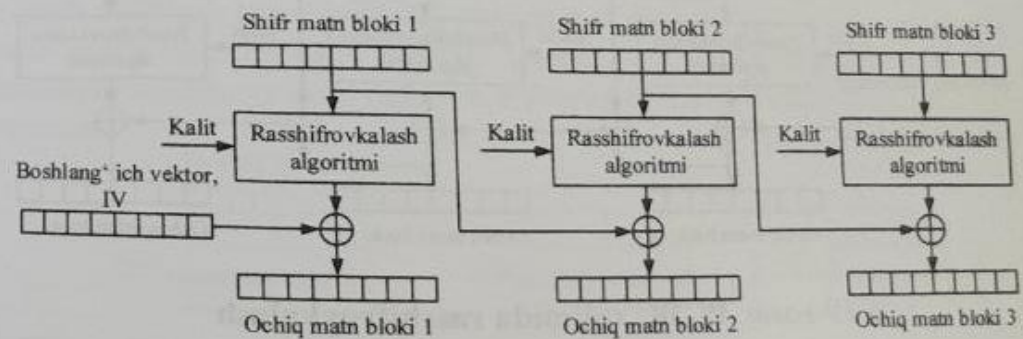 Shifr matn bloki 1
Shifr matn bloki 2
Shifr matn bloki 3
Kalit
Rasshifrovkalash
algoritmi
Kalit
Rasshifrovkalash
algoritmi
Kalit
Rasshifrovkalash
algoritmi
Boshlang‘ ich vektor,
IV
Ochiq matn bloki 1
Ochiq matn bloki 2
Ochiq matn bloki 3